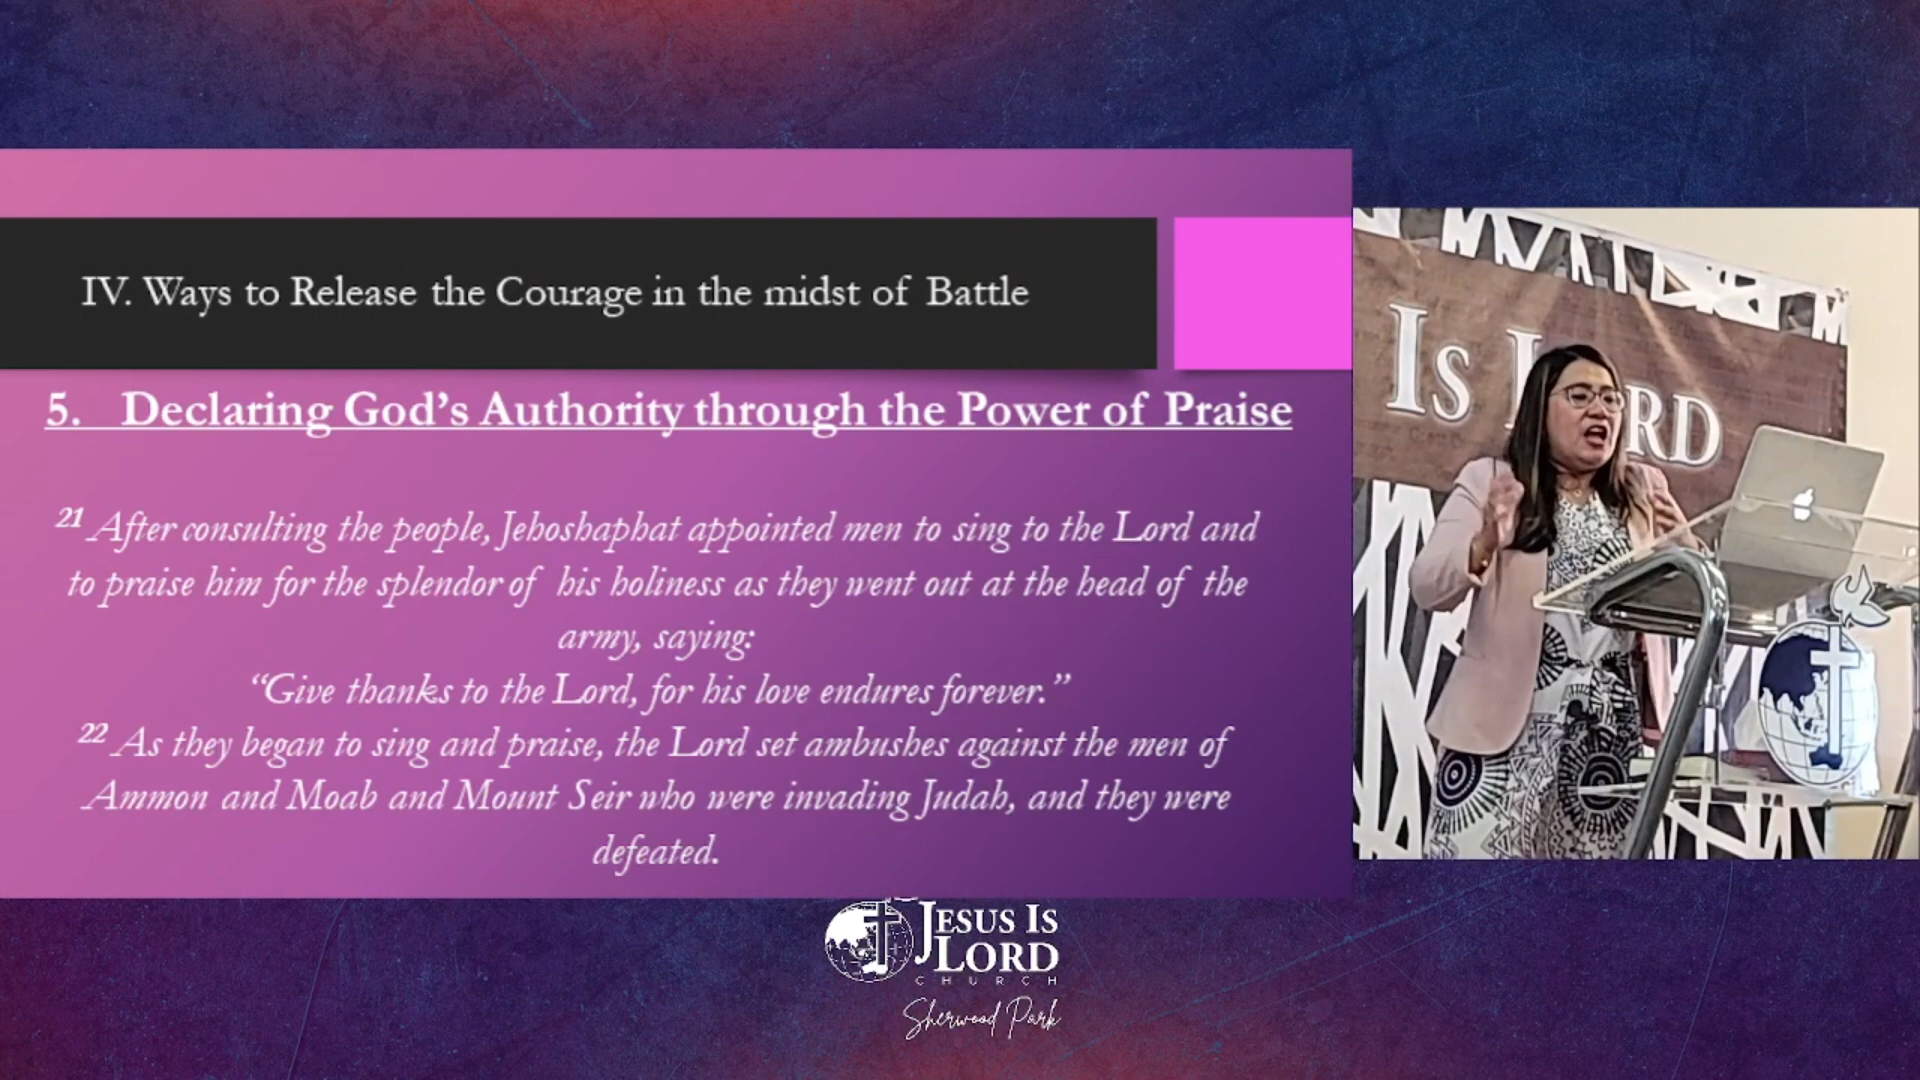 IV. Ways to Release the Courage in the midst of Battle
5. Declaring God's Authority through the Power of Praise
21 After consulting the people, Jehoshaphat appointed men to sing to the Lord and
to praise him for the splendor of his holiness as they went out at the head of the
army, saying:
“Give thanks to the Lord, for his love endures forever.”
22 As they began to sing and praise, the Lord set ambushes against the men of
Ammon and Moab and Mount Seir who were invading Judah, and they were
defeated.
IS
RD
JESUS IS
LORD
CHURCH
Sherwood Park